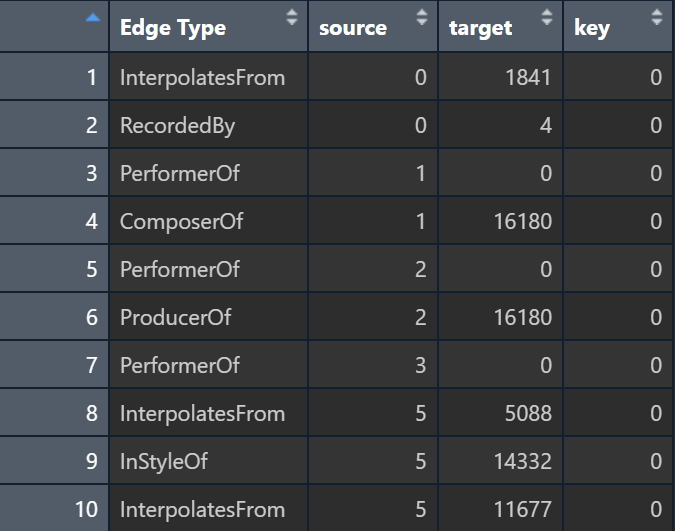 Edge Type source target key
1 InterpolatesFrom 0 1841 0
2 RecordedBy 0 4 0
3 PerformerOf 1 0 0
4 ComposerOf 1 16180 0
5 PerformerOf 2 0 0
6 ProducerOf 2 16180 0
7 PerformerOf 3 0 0
8 InterpolatesFrom 5 5088 0
9 InStyleOf 5 14332 0
10 InterpolatesFrom 5 11677 0